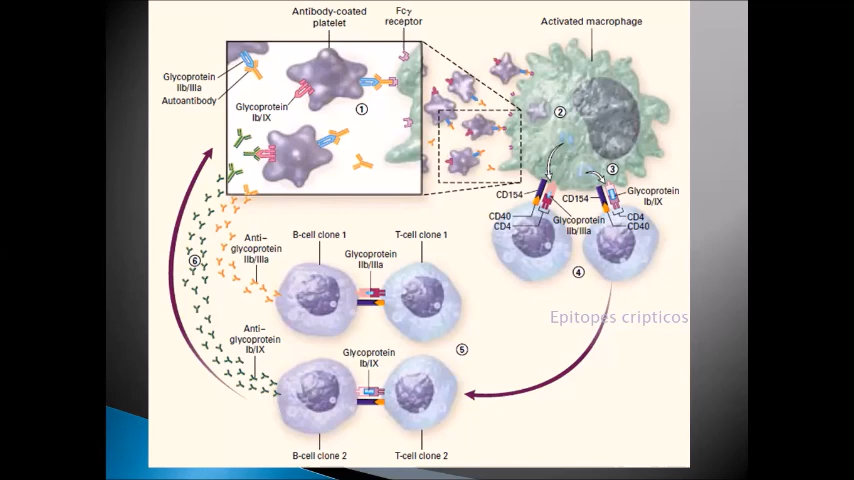 Antibody-coated
platelet
Fcγ
receptor
Activated macrophage
Glycoprotein
IIb/IIIa
Autoantibody
Glycoprotein
Ib/IX
1
2
3
CD154
CD40
CD4
Glycoprotein
IIb/IIIa
CD154
Glycoprotein
Ib/IX
CD4
CD40
4
B-cell clone 1
T-cell clone 1
Anti–
glycoprotein
IIb/IIIa
Glycoprotein
IIb/IIIa
6
Epitopes cripticos
Anti–
glycoprotein
Ib/IX
Glycoprotein
Ib/IX
5
B-cell clone 2
T-cell clone 2